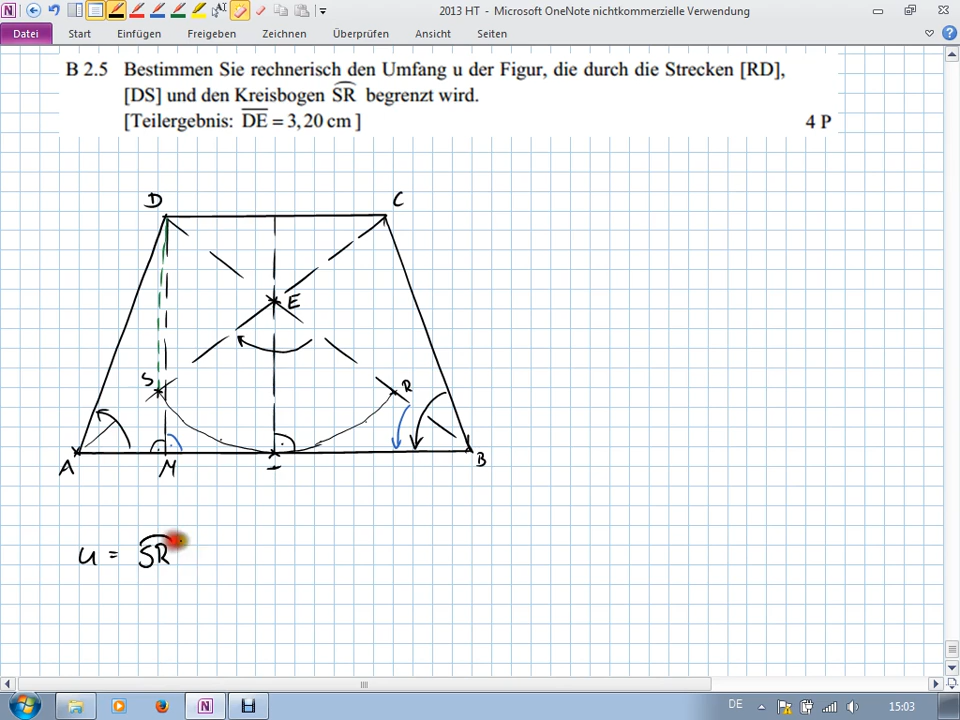 2013 HT - Microsoft OneNote nichtkommerzielle Verwendung
Datei Start Einfügen Freigeben Zeichnen Überprüfen Ansicht Seiten
B 2.5 Bestimmen Sie rechnerisch den Umfang u der Figur, die durch die Strecken [RD],
[DS] und den Kreisbogen SR begrenzt wird.
[Teilergebnis: DE = 3,20 cm ]
4 P
D
C
E
S
R
A
M
I
B
u = SR
DE
15:03